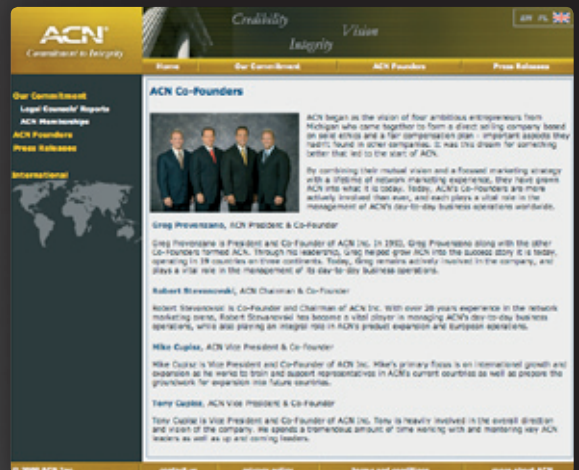 ACN
Commitment to Integrity
Credibility
Vision
Integrity
Home
Our Commitment
ACN Founders
Press Releases
Our Commitment
Legal Counsels' Reports
ACN Memberships
ACN Founders
Press Releases
International
ACN Co-Founders
ACN began as the vision of four ambitious entrepreneurs from
Michigan who came together to form a direct selling company based
on solid ethics and a fair compensation plan - important aspects they
hadn't found in other companies. It was this dream for something
better that led to the start of ACN.
By combining their mutual vision and a focused marketing strategy
with a lifetime of network marketing experience, they have grown
ACN into what it is today. Today, ACN's Co-Founders are more
actively involved than ever, and each plays a vital role in the
management of ACN's day-to-day business operations worldwide.
Greg Provenzano, ACN President & Co-Founder
Greg Provenzano is President and Co-Founder of ACN Inc. In 1992, Greg Provenzano along with the other
Co-Founders formed ACN. Through his leadership, Greg helped grow ACN into the success story it is today,
operating in 19 countries on three continents. Today, Greg remains actively involved in the company, and
plays a vital role in the management of its day-to-day business operations.
Robert Stevanovski, ACN Chairman & Co-Founder
Robert Stevanovski is Co-Founder and Chairman of ACN Inc. With over 20 years experience in the network
marketing arena, Robert Stevanovski has become a vital player in managing ACN's day-to-day business
operations, while also playing an integral role in ACN's product expansion and European operations.
Mike Cupisz, ACN Vice President & Co-Founder
Mike Cupisz is Vice President and Co-Founder of ACN Inc. Mike's primary focus is on international growth and
expansion as he works to train and support representatives in ACN's current countries as well as prepare the
groundwork for expansion into future countries.
Tony Cupisz, ACN Vice President & Co-Founder
Tony Cupisz is Vice President and Co-Founder of ACN Inc. Tony is heavily involved in the overall direction
and vision of the company. He spends a tremendous amount of time working with and mentoring key ACN
leaders as well as up and coming leaders.